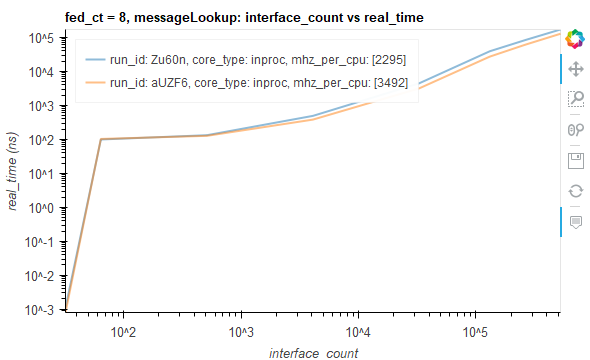 fed_ct = 8, messageLookup: interface_count vs real_time
run_id: Zu60n, core_type: inproc, mhz_per_cpu: [2295]
run_id: aUZF6, core_type: inproc, mhz_per_cpu: [3492]
real_time (ns)
10^5
10^4
10^3
10^2
10^1
10^0
10^-1
10^-2
10^-3
10^2
10^3
10^4
10^5
interface_count